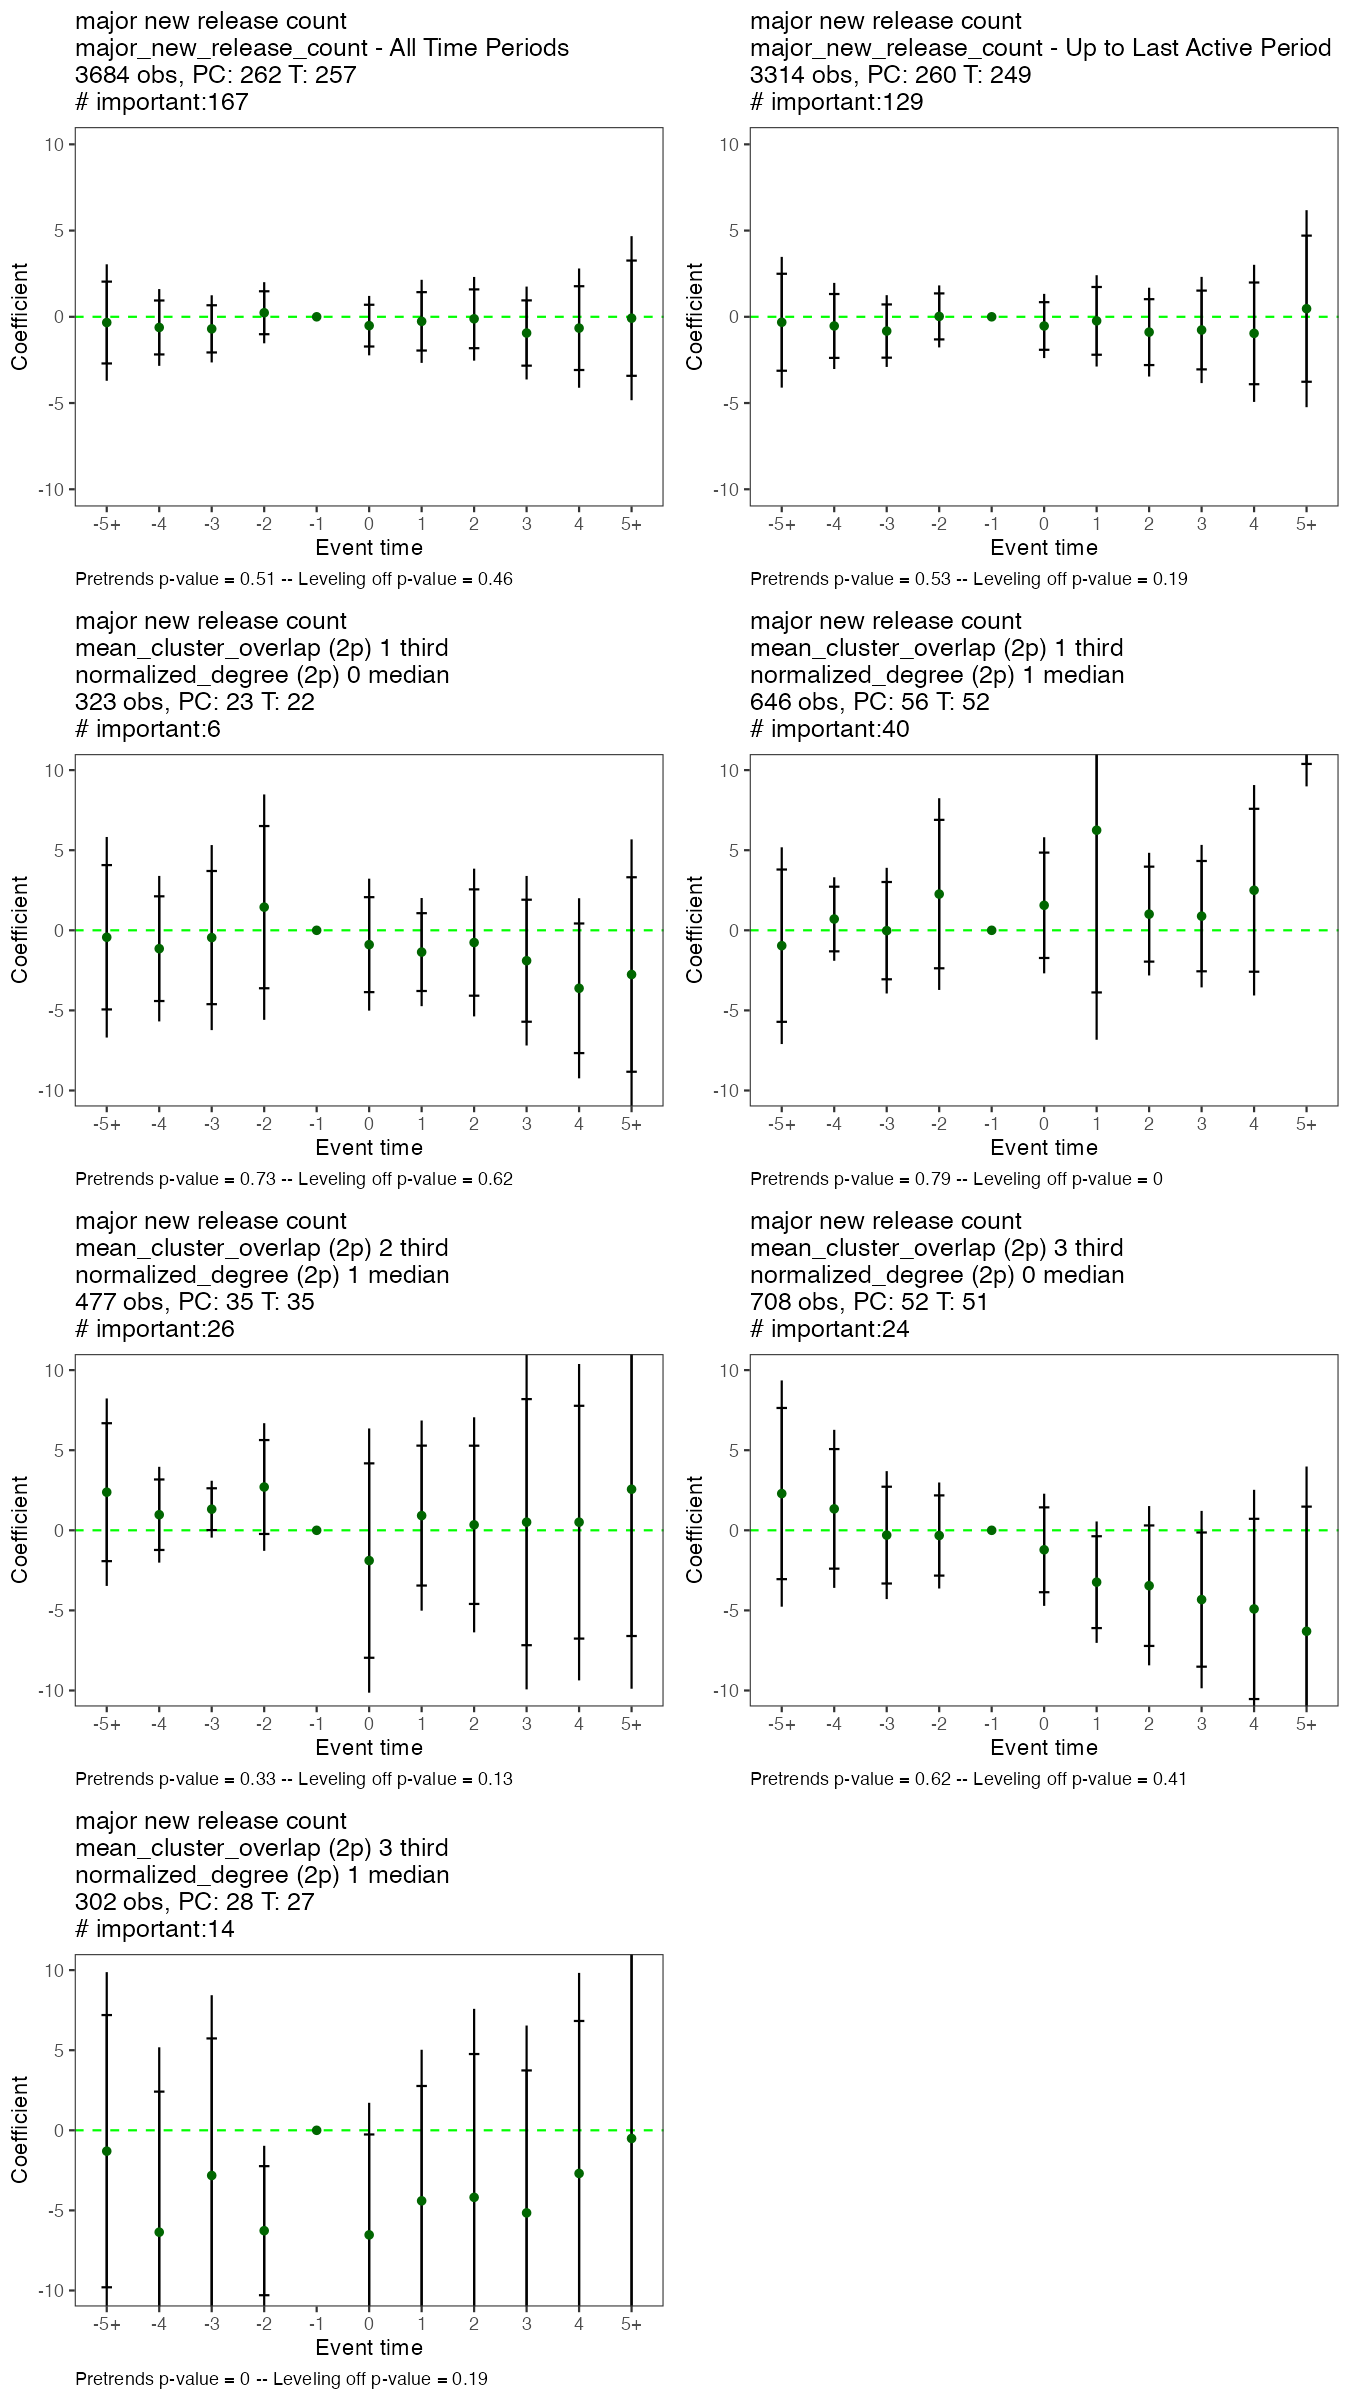 major new release count
major_new_release_count - All Time Periods
3684 obs, PC: 262 T: 257
# important:167
10
5
0
-5
-10
Coefficient
-5+ -4 -3 -2 -1 0 1 2 3 4 5+
Event time
Pretrends p-value = 0.51 -- Leveling off p-value = 0.46
major new release count
major_new_release_count - Up to Last Active Period
3314 obs, PC: 260 T: 249
# important:129
10
5
0
-5
-10
Coefficient
-5+ -4 -3 -2 -1 0 1 2 3 4 5+
Event time
Pretrends p-value = 0.53 -- Leveling off p-value = 0.19
major new release count
mean_cluster_overlap (2p) 1 third
normalized_degree (2p) 0 median
323 obs, PC: 23 T: 22
# important:6
10
5
0
-5
-10
Coefficient
-5+ -4 -3 -2 -1 0 1 2 3 4 5+
Event time
Pretrends p-value = 0.73 -- Leveling off p-value = 0.62
major new release count
mean_cluster_overlap (2p) 1 third
normalized_degree (2p) 1 median
646 obs, PC: 56 T: 52
# important:40
10
5
0
-5
-10
Coefficient
-5+ -4 -3 -2 -1 0 1 2 3 4 5+
Event time
Pretrends p-value = 0.79 -- Leveling off p-value = 0
major new release count
mean_cluster_overlap (2p) 2 third
normalized_degree (2p) 1 median
477 obs, PC: 35 T: 35
# important:26
10
5
0
-5
-10
Coefficient
-5+ -4 -3 -2 -1 0 1 2 3 4 5+
Event time
Pretrends p-value = 0.33 -- Leveling off p-value = 0.13
major new release count
mean_cluster_overlap (2p) 3 third
normalized_degree (2p) 0 median
708 obs, PC: 52 T: 51
# important:24
10
5
0
-5
-10
Coefficient
-5+ -4 -3 -2 -1 0 1 2 3 4 5+
Event time
Pretrends p-value = 0.62 -- Leveling off p-value = 0.41
major new release count
mean_cluster_overlap (2p) 3 third
normalized_degree (2p) 1 median
302 obs, PC: 28 T: 27
# important:14
10
5
0
-5
-10
Coefficient
-5+ -4 -3 -2 -1 0 1 2 3 4 5+
Event time
Pretrends p-value = 0 -- Leveling off p-value = 0.19